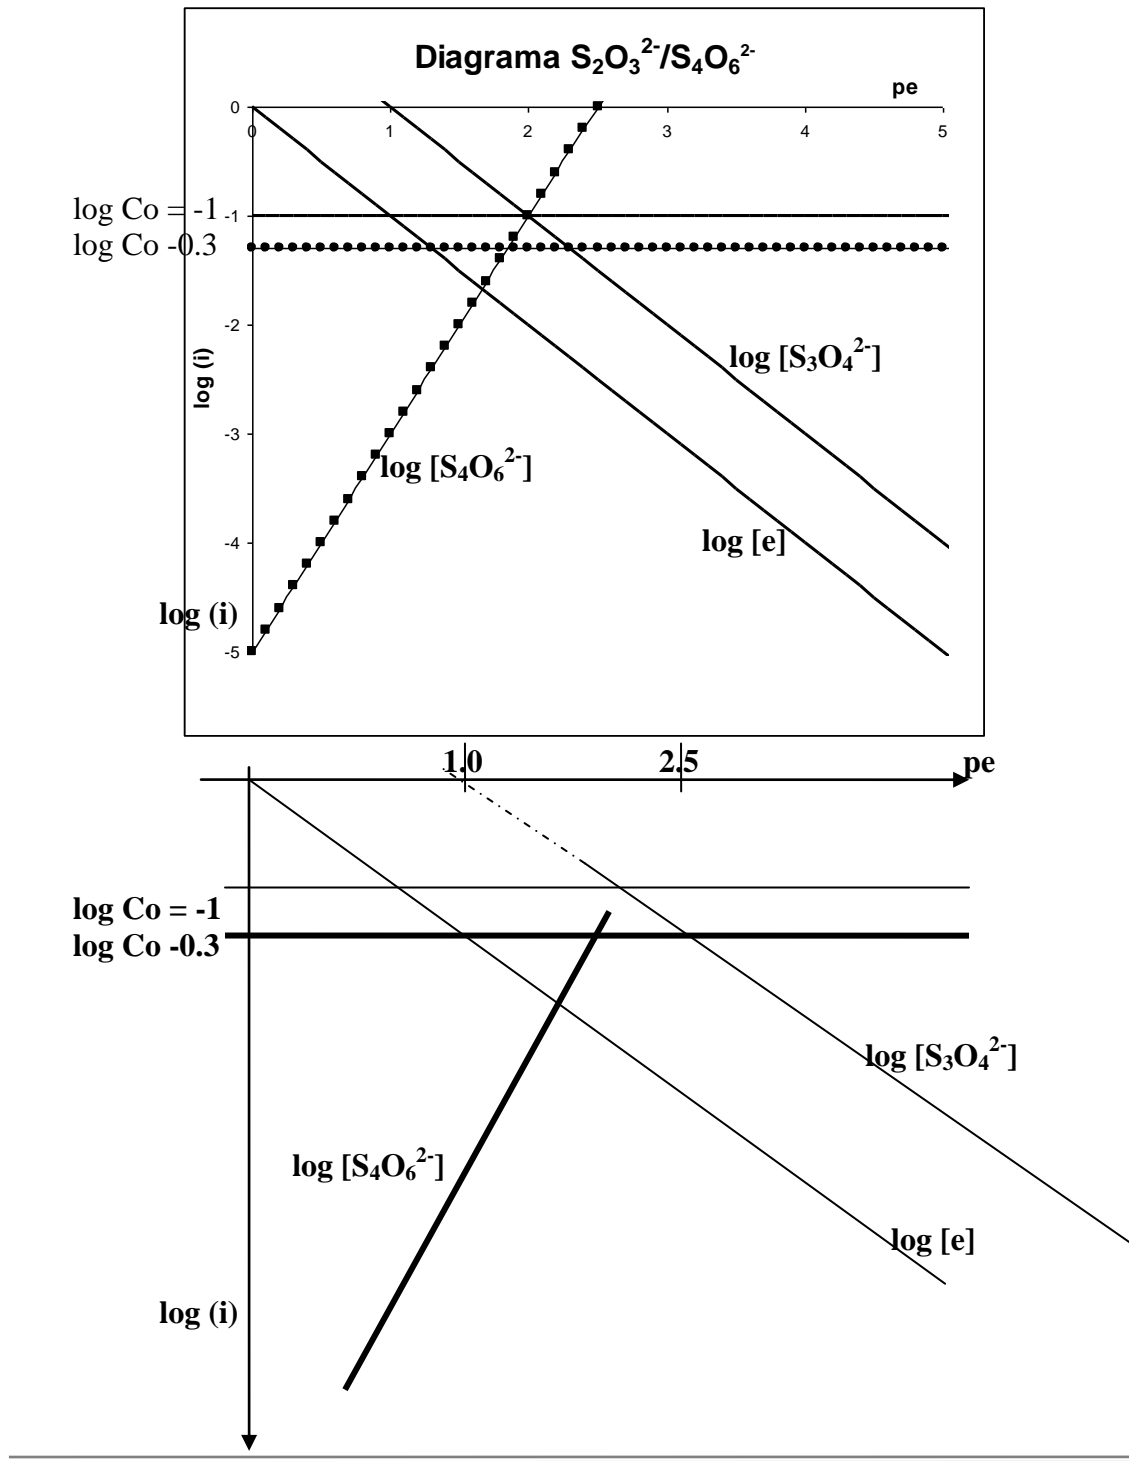 Diagrama S₂O₃²⁻/S₄O₆²⁻
pe
0
0 1 2 3 4 5
log Co = -1
-1
log Co -0.3
-2
log [S₃O₄²⁻]
log (i)
-3
log [S₄O₆²⁻]
log [e]
-4
log (i)
-5
1.0 2.5 pe
log Co = -1
log Co -0.3
log [S₃O₄²⁻]
log [S₄O₆²⁻]
log [e]
log (i)